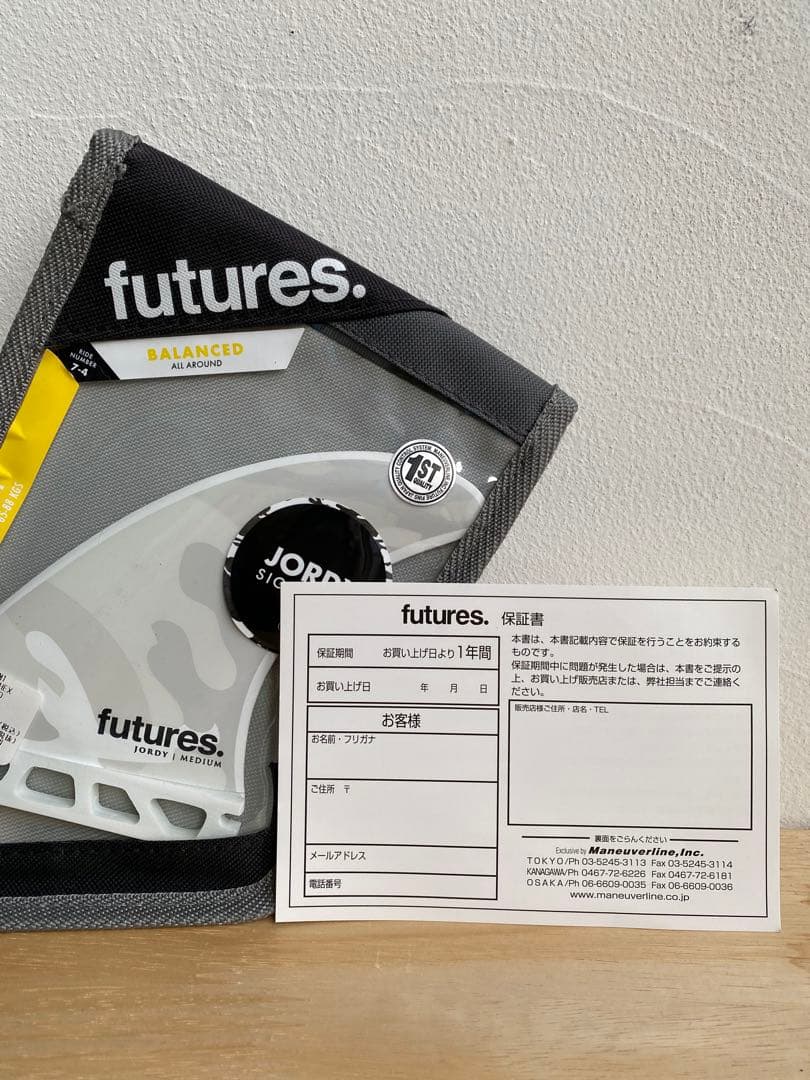 futures.
RIDE
NUMBER
7-4
BALANCED
ALL AROUND
65-88 KGS
1ST
QUALITY
JORDY
futures.
JORDY | MEDIUM
futures. 保証書
保証期間 お買い上げ日より1年間
お買い上げ日 年 月 日
お客様
お名前・フリガナ
ご住所 〒
メールアドレス
電話番号
本書は、本書記載内容で保証を行うことをお約束する
ものです。
保証期間中に問題が発生した場合は、本書をご提示の
上、お買い上げ販売店または、弊社担当までご連絡く
ださい。
販売店様ご住所・店名・TEL
裏面をごらんください
Exclusive by Maneuverline,Inc.
TOKYO/Ph 03-5245-3113 Fax 03-5245-3114
KANAGAWA/Ph 0467-72-6226 Fax 0467-72-6181
OSAKA/Ph 06-6609-0035 Fax 06-6609-0036
www.maneuverline.co.jp